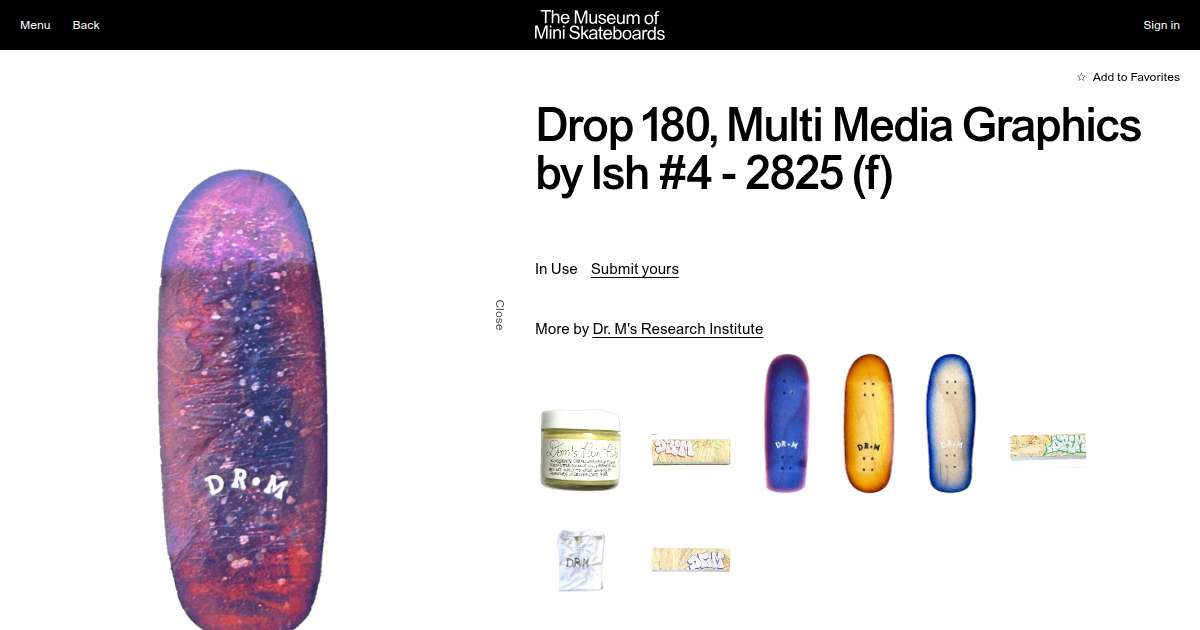 Menu
Back
The Museum of
Mini Skateboards
Sign in
☆ Add to Favorites
Drop 180, Multi Media Graphics
by Ish #4 - 2825 (f)
In Use
Submit yours
Close
More by Dr. M's Research Institute
DR•M
DR•M
DR•M
DR•M
DRM